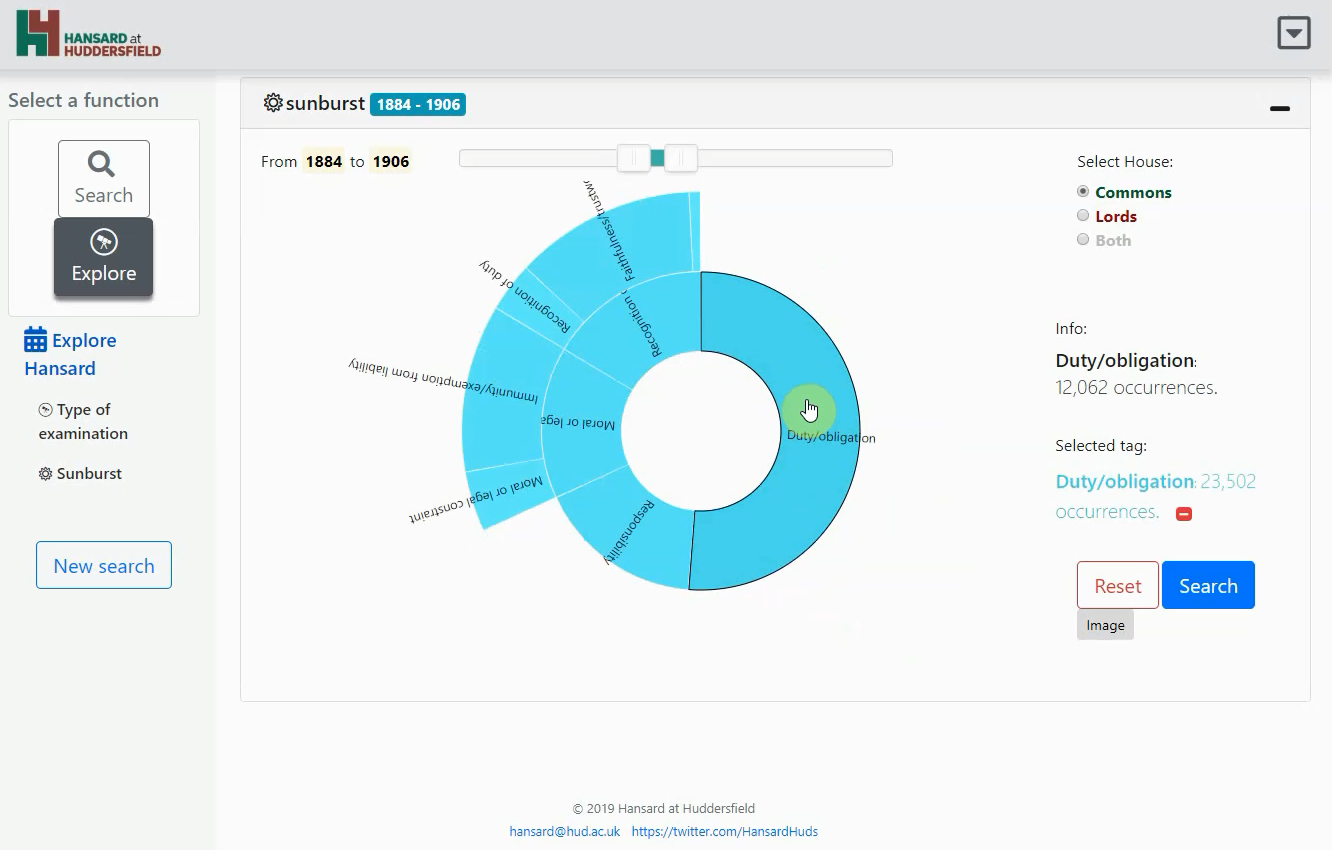 HANSARD at
HUDDERSFIELD
Select a function
Search
Explore
Explore
Hansard
Type of
examination
Sunburst
New search
sunburst 1884 - 1906
From 1884 to 1906
Select House:
Commons
Lords
Both
Faithfulness/trustwr
Recognition of duty
Recognition
Immunity/exemption from liability
Moral or lega
Moral or legal constraint
Responsibility
Duty/obligation
Info:
Duty/obligation:
12,062 occurrences.
Selected tag:
Duty/obligation: 23,502
occurrences.
Reset
Search
Image
© 2019 Hansard at Huddersfield
hansard@hud.ac.uk https://twitter.com/HansardHuds